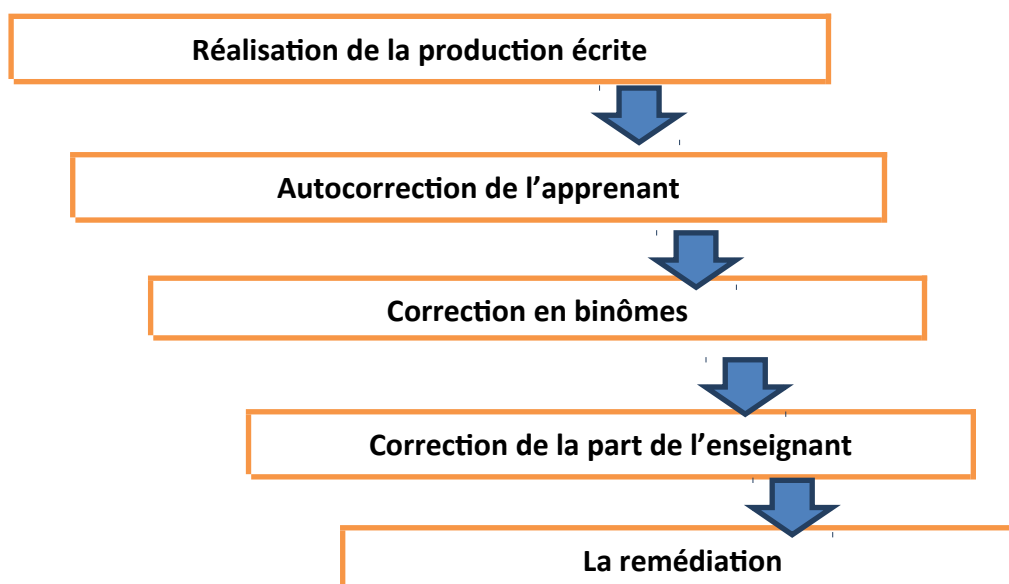 Réalisation de la production écrite
Autocorrection de l’apprenant
Correction en binômes
Correction de la part de l’enseignant
La remédiation